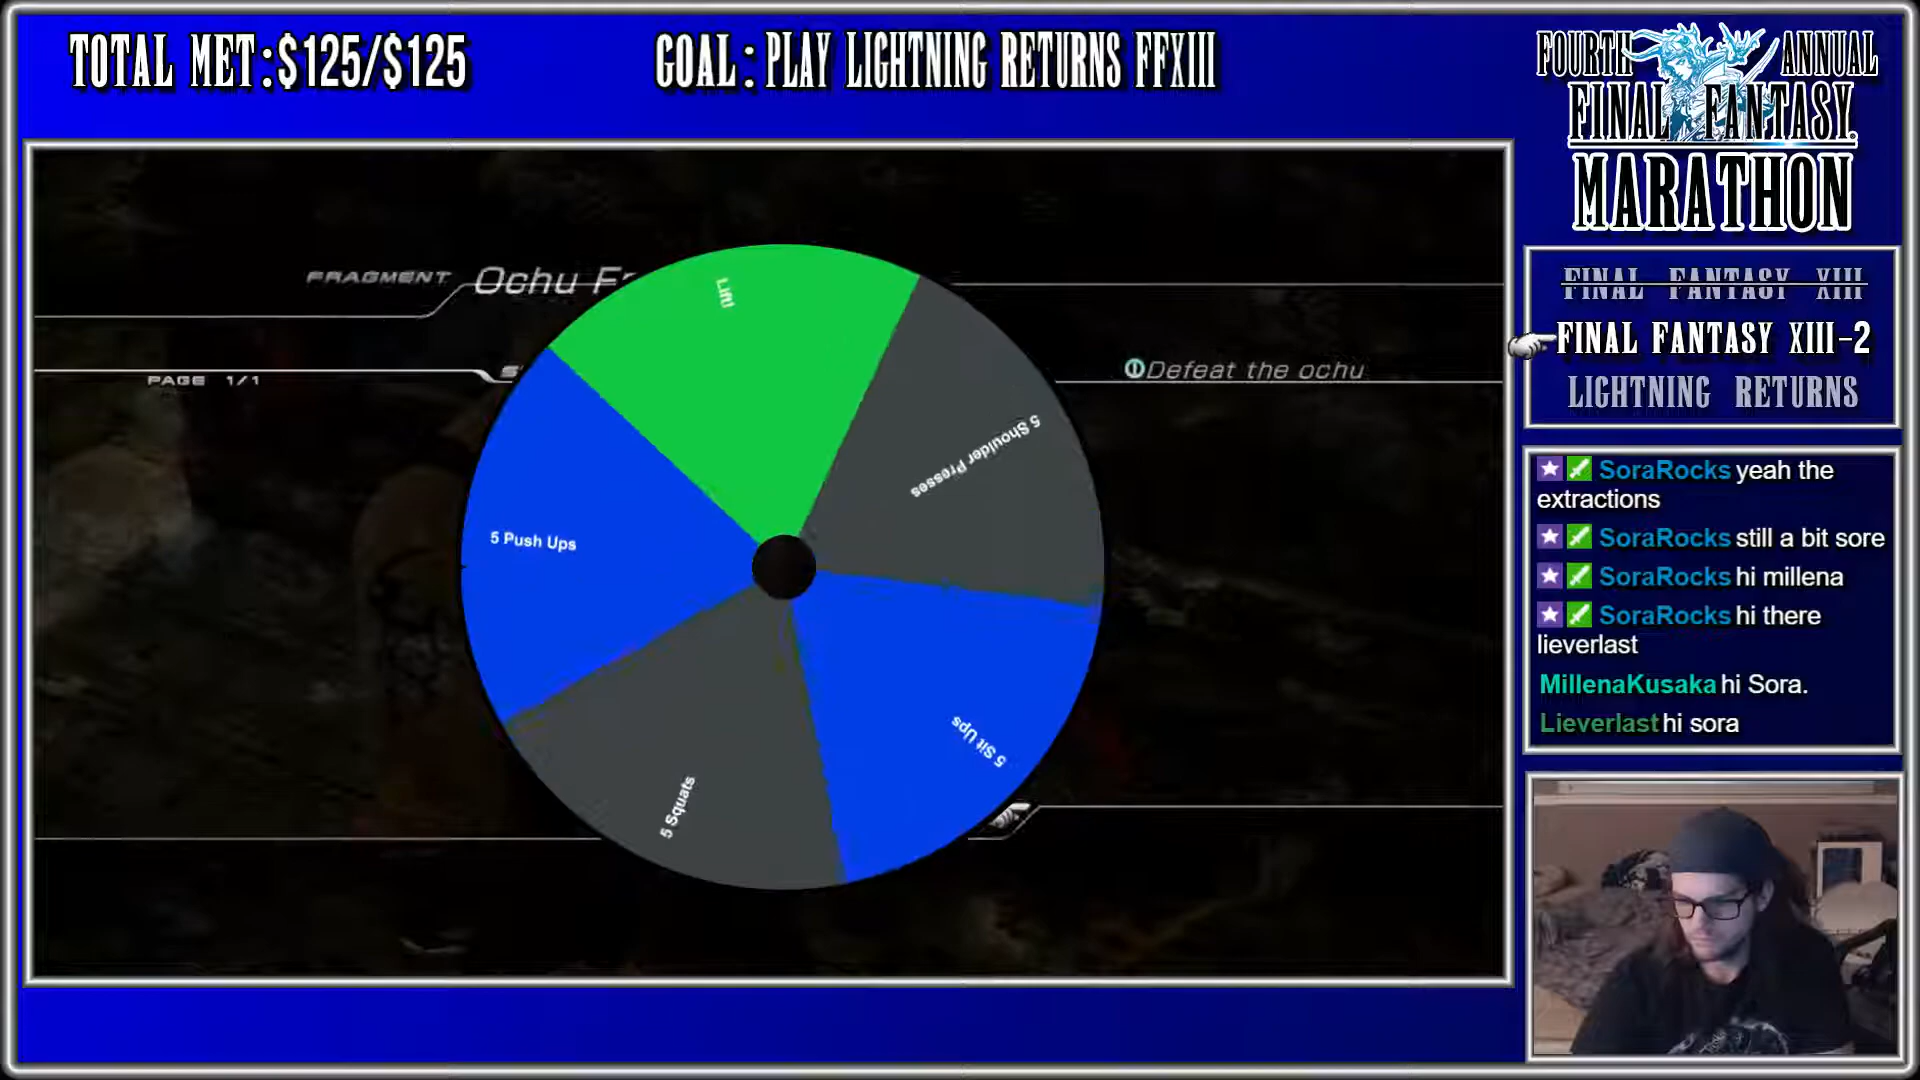 TOTAL MET:$125/$125
GOAL: PLAY LIGHTNING RETURNS FFXIII
FOURTH ANNUAL
FINAL FANTASY
MARATHON
FINAL FANTASY XIII
FINAL FANTASY XIII-2
LIGHTNING RETURNS
FRAGMENT Ochu
PAGE 1/1
Defeat the ochu
Lift!
5 Shoulder Presses
5 Push Ups
5 Sit Ups
5 Squats
SoraRocks yeah the
extractions
SoraRocks still a bit sore
SoraRocks hi millena
SoraRocks hi there
lieverlast
MillenaKusaka hi Sora.
Lieverlast hi sora